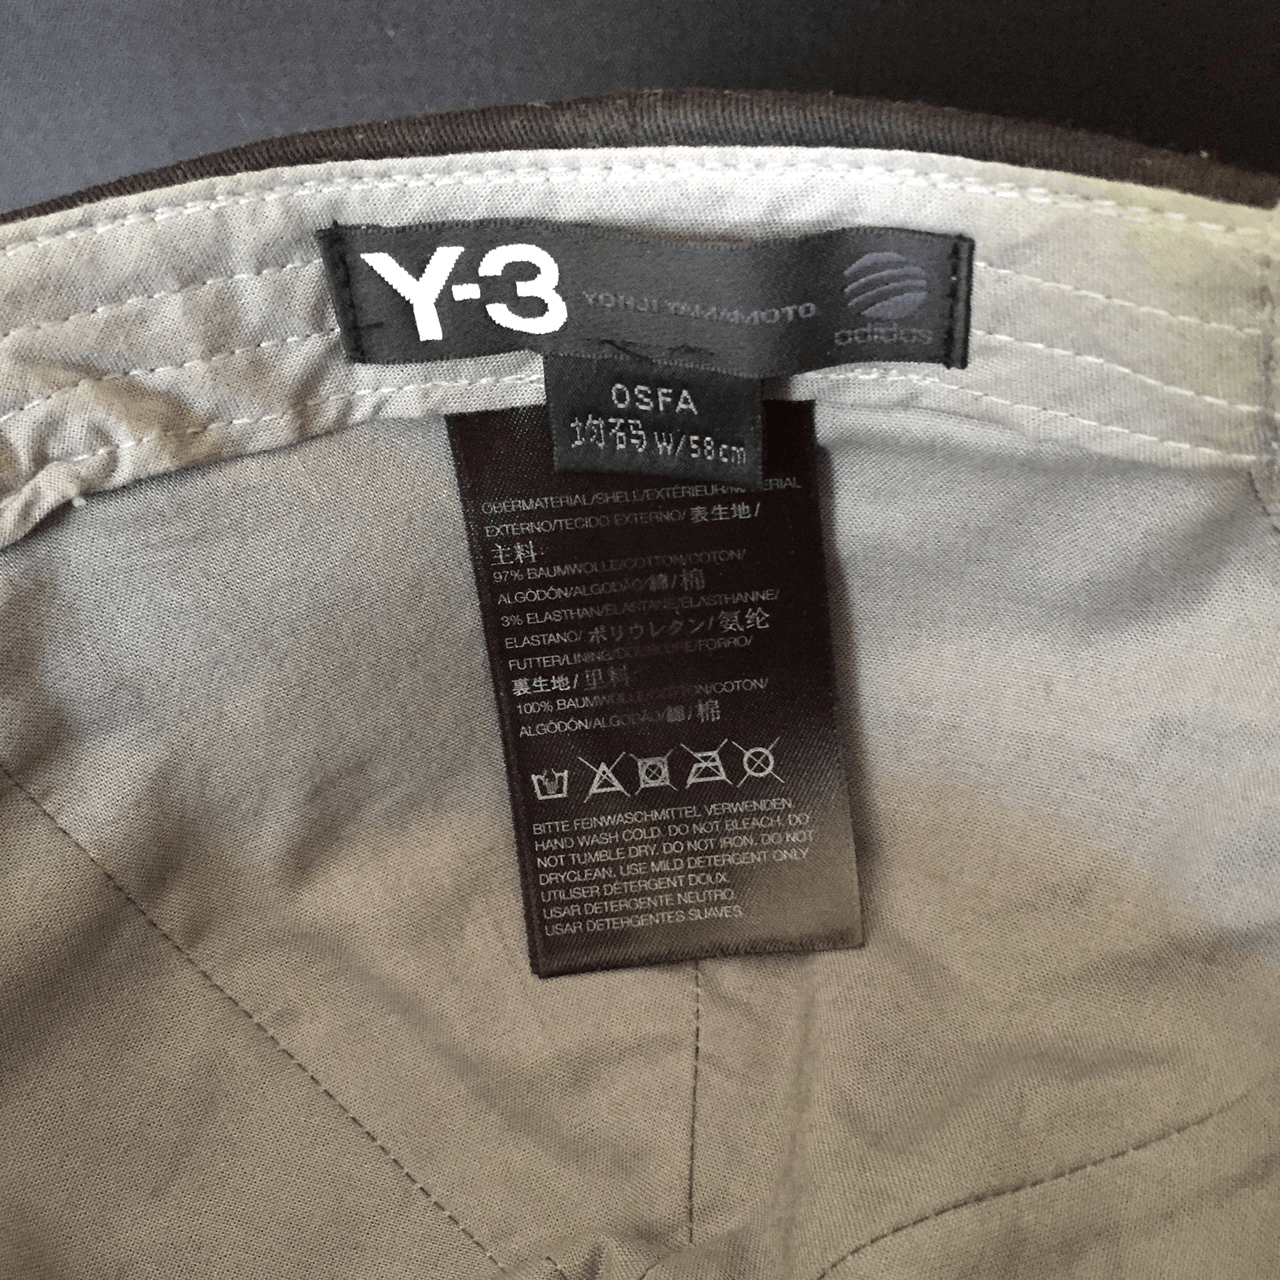 Y-3 YOHJI YAMAMOTO adidas
OSFA
均码 W/58cm
OBERMATERIAL/SHELL/EXTÉRIEUR/MATERIAL
EXTERNO/TECIDO EXTERNO/ 表生地/
主料:
97% BAUMWOLLE/COTTON/COTON/
ALGODÓN/ALGODÃO/綿/棉
3% ELASTHAN/ELASTANE/ELASTHANNE/
ELASTANO/ポリウレタン/氨纶
FUTTER/LINING/DOUBLURE/FORRO/
裏生地/里料:
100% BAUMWOLLE/COTTON/COTON/
ALGODÓN/ALGODÃO/綿/棉
BITTE FEINWASCHMITTEL VERWENDEN.
HAND WASH COLD. DO NOT BLEACH. DO
NOT TUMBLE DRY. DO NOT IRON. DO NOT
DRYCLEAN. USE MILD DETERGENT ONLY
UTILISER DÉTERGENT DOUX.
USAR DETERGENTE NEUTRO.
USAR DETERGENTES SUAVES.